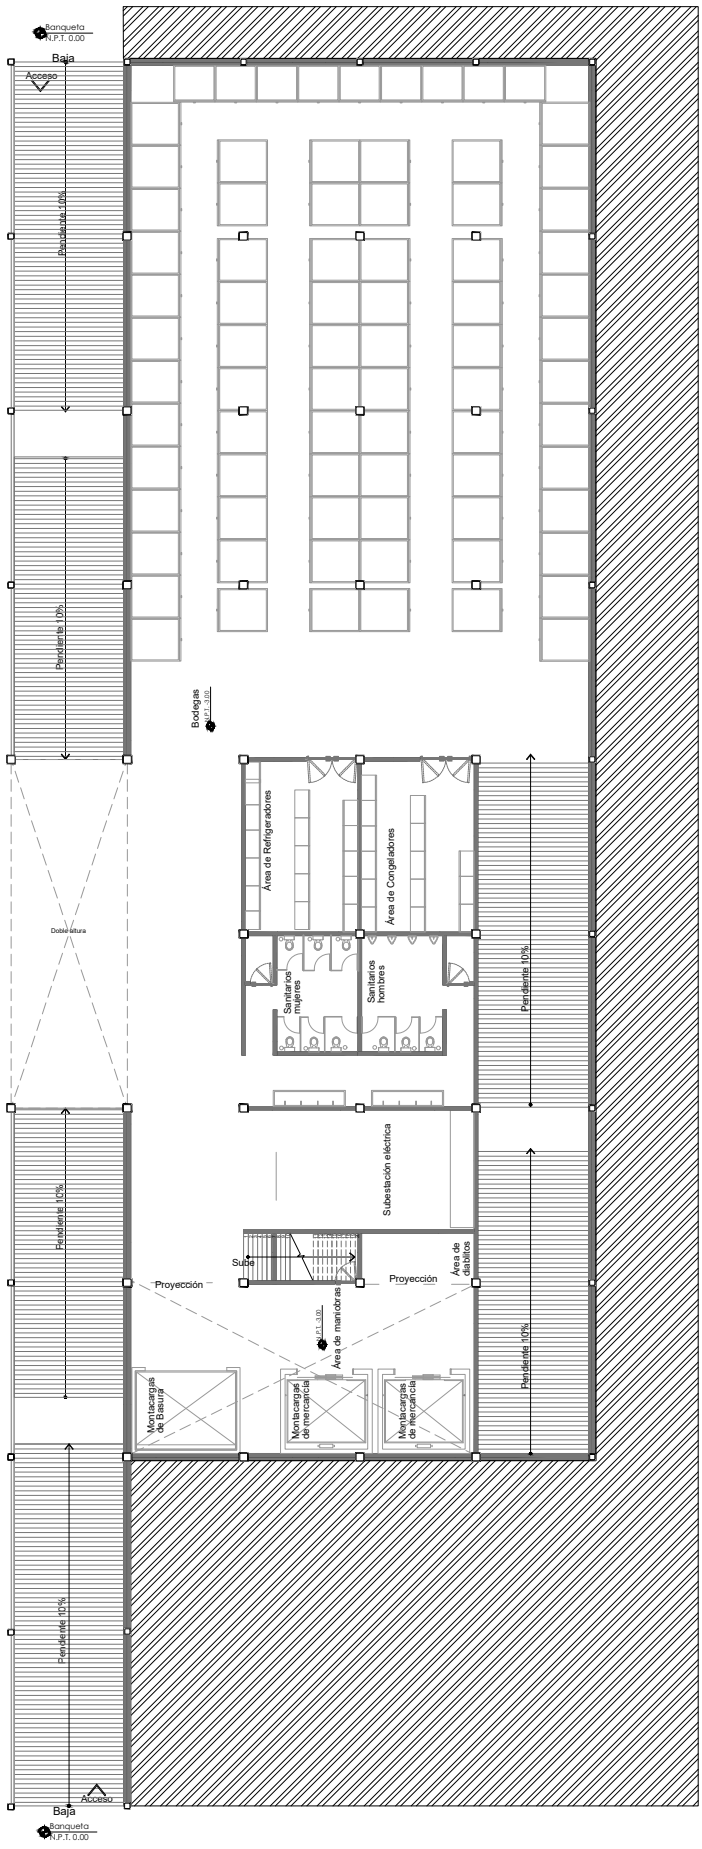 Banqueta
N.P.T. 0.00
Baja
Acceso
Pendiente 10%
Pendiente 10%
Bodegas
N.P.T. -3.00
Área de Refrigeradores
Área de Congeladores
Doble altura
Sanitarios
mujeres
Sanitarios
hombres
Pendiente 10%
Subestación eléctrica
Pendiente 10%
Sube
Área de
diablitos
Proyección
Proyección
N.P.T. -3.00
Área de maniobras
Pendiente 10%
Montacargas
de Basura
Montacargas
de mercancía
Montacargas
de mercancía
Pendiente 10%
Acceso
Baja
Banqueta
N.P.T. 0.00